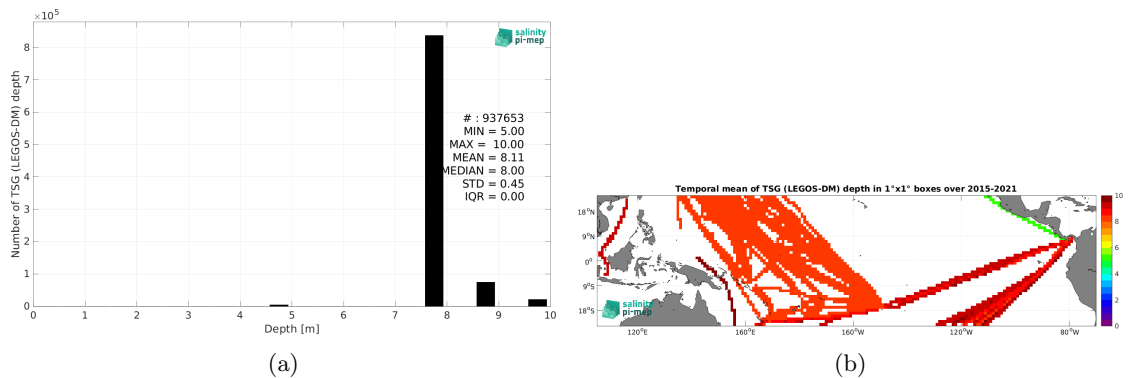 ×10⁵
8
7
6
5
4
3
2
1
0
Number of TSG (LEGOS-DM) depth
0 1 2 3 4 5 6 7 8 9 10
Depth [m]
salinity
pi-mep
# : 937653
MIN = 5.00
MAX = 10.00
MEAN = 8.11
MEDIAN = 8.00
STD = 0.45
IQR = 0.00
(a)
Temporal mean of TSG (LEGOS-DM) depth in 1°x1° boxes over 2015-2021
18°N
9°N
0°
9°S
18°S
120°E 160°E 160°W 120°W 80°W
salinity
pi-mep
10
8
6
4
2
0
(b)